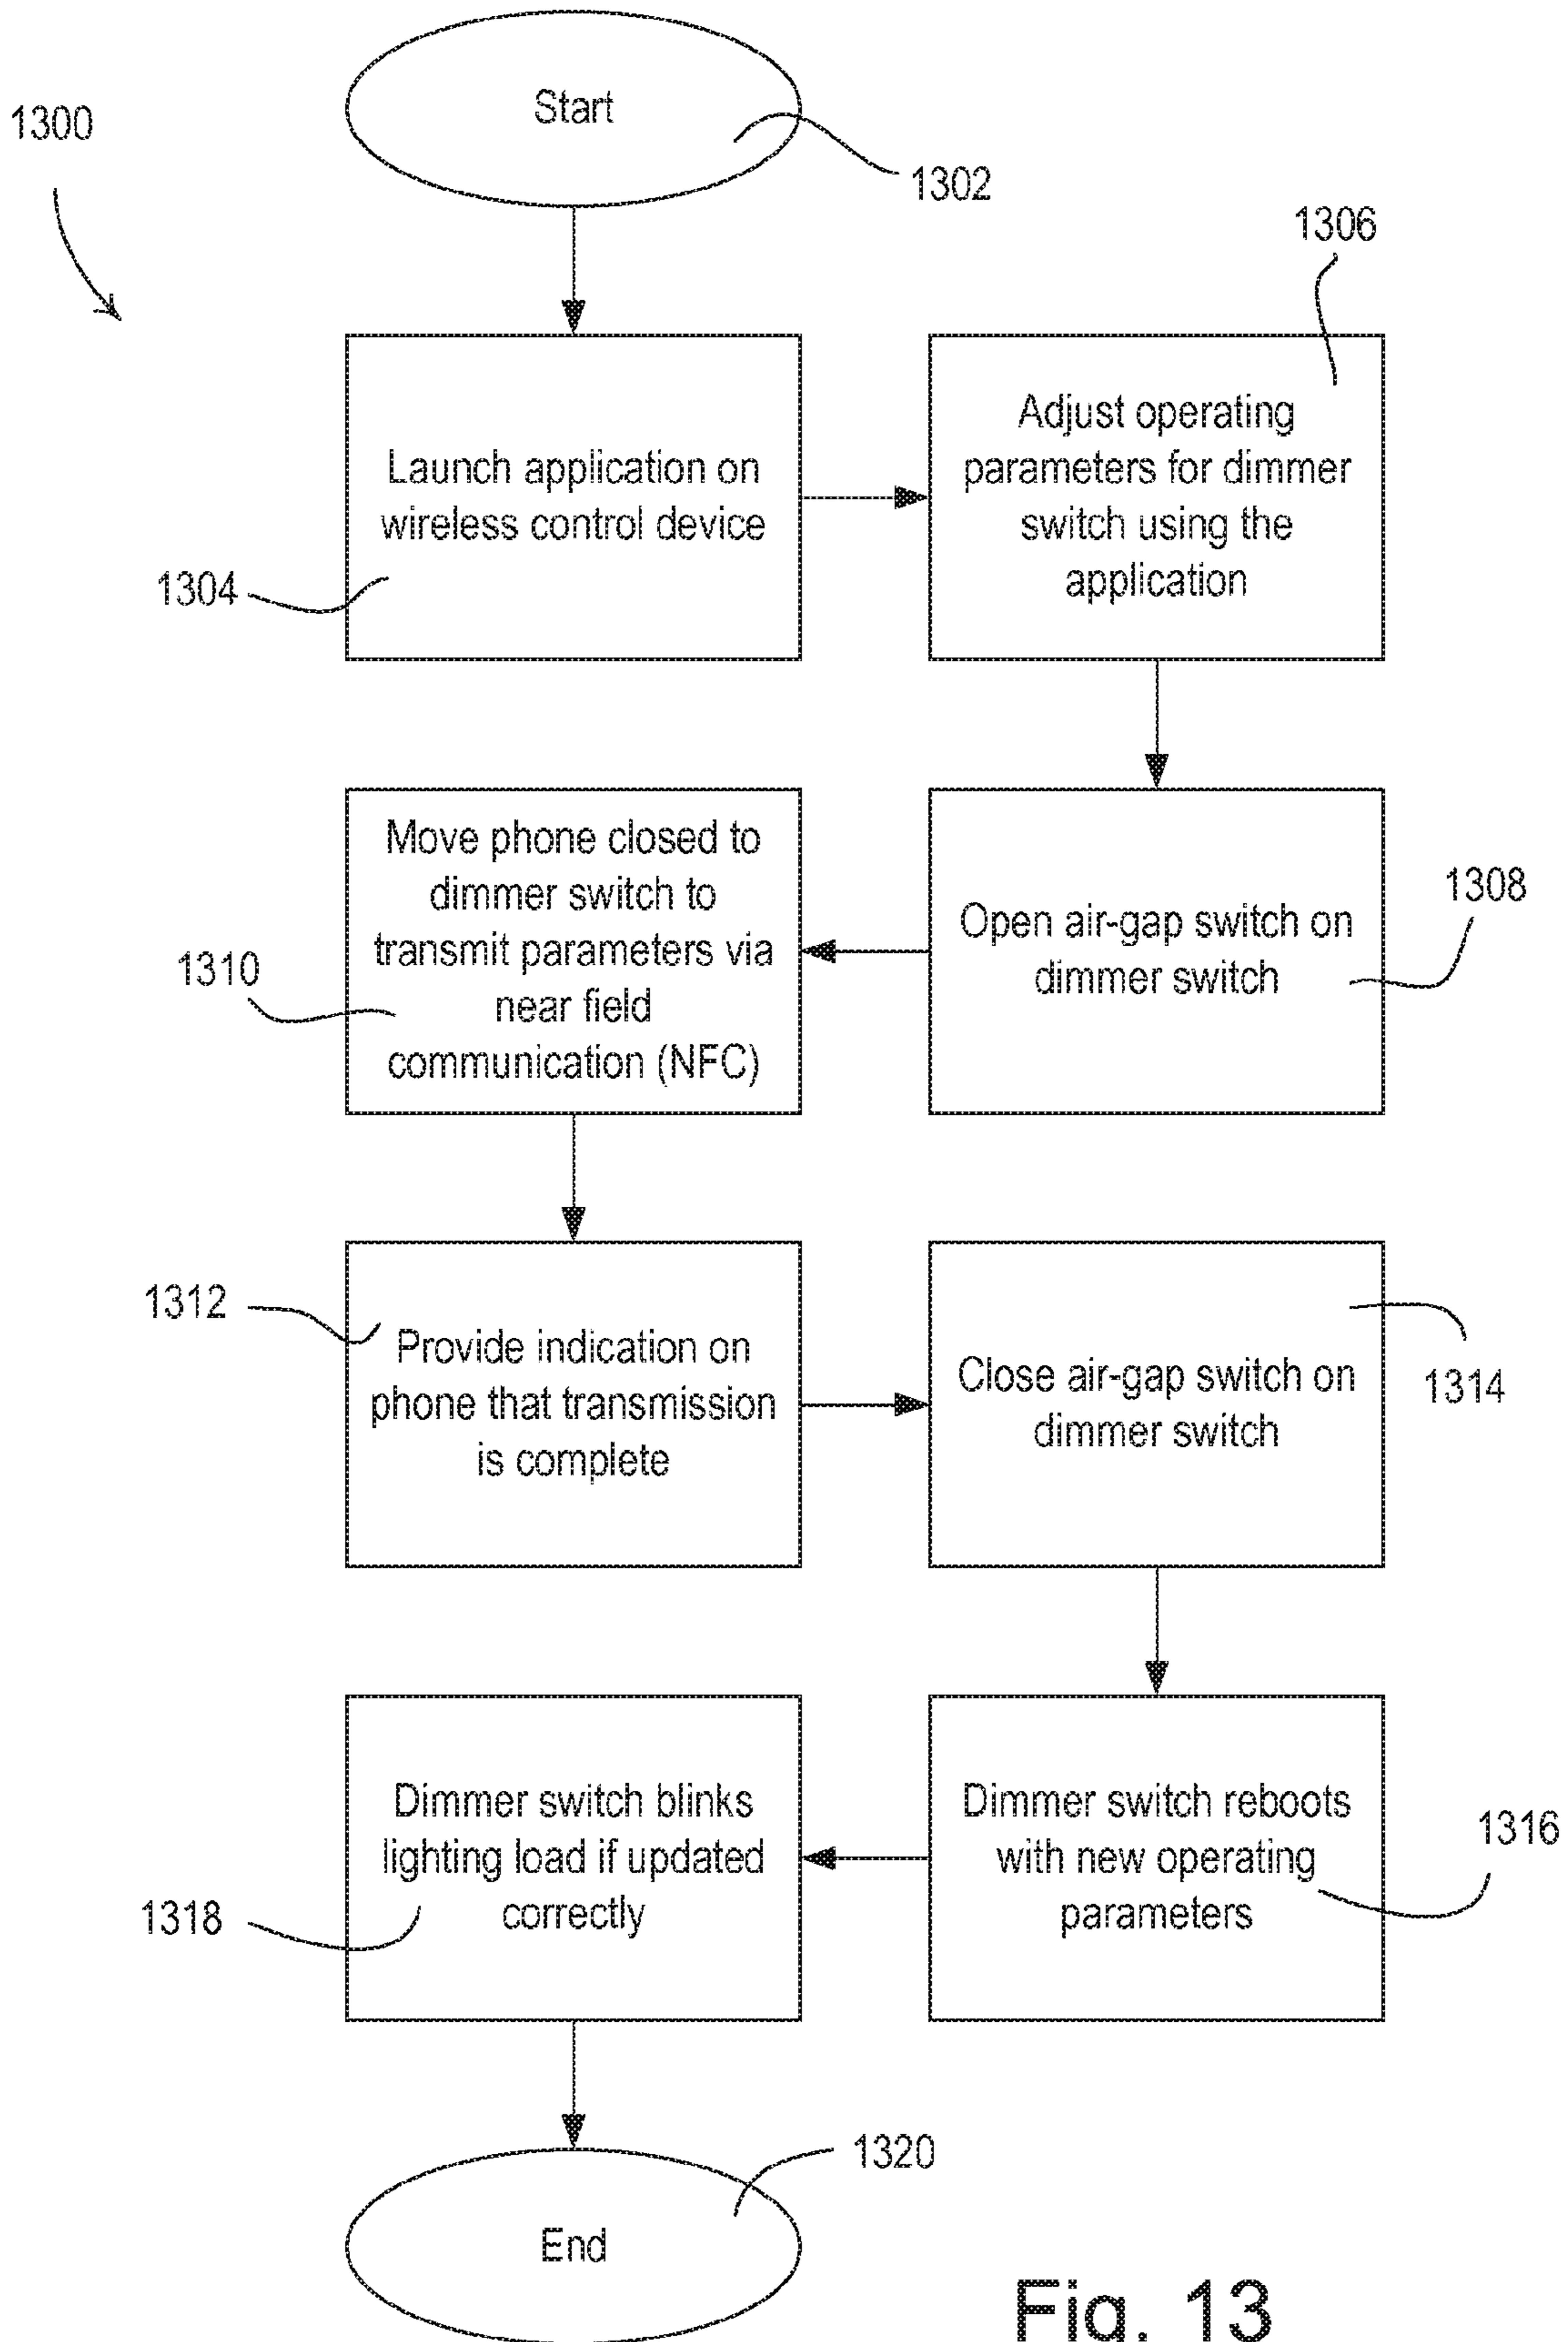 1300
Start
1302
1306
Launch application on
wireless control device
1304
Adjust operating
parameters for dimmer
switch using the
application
Open air-gap switch on
dimmer switch
1308
Move phone closed to
dimmer switch to
transmit parameters via
near field
communication (NFC)
1310
1312
Provide indication on
phone that transmission
is complete
Close air-gap switch on
dimmer switch
1314
Dimmer switch reboots
with new operating
parameters
1316
Dimmer switch blinks
lighting load if updated
correctly
1318
1320
End
Fig. 13